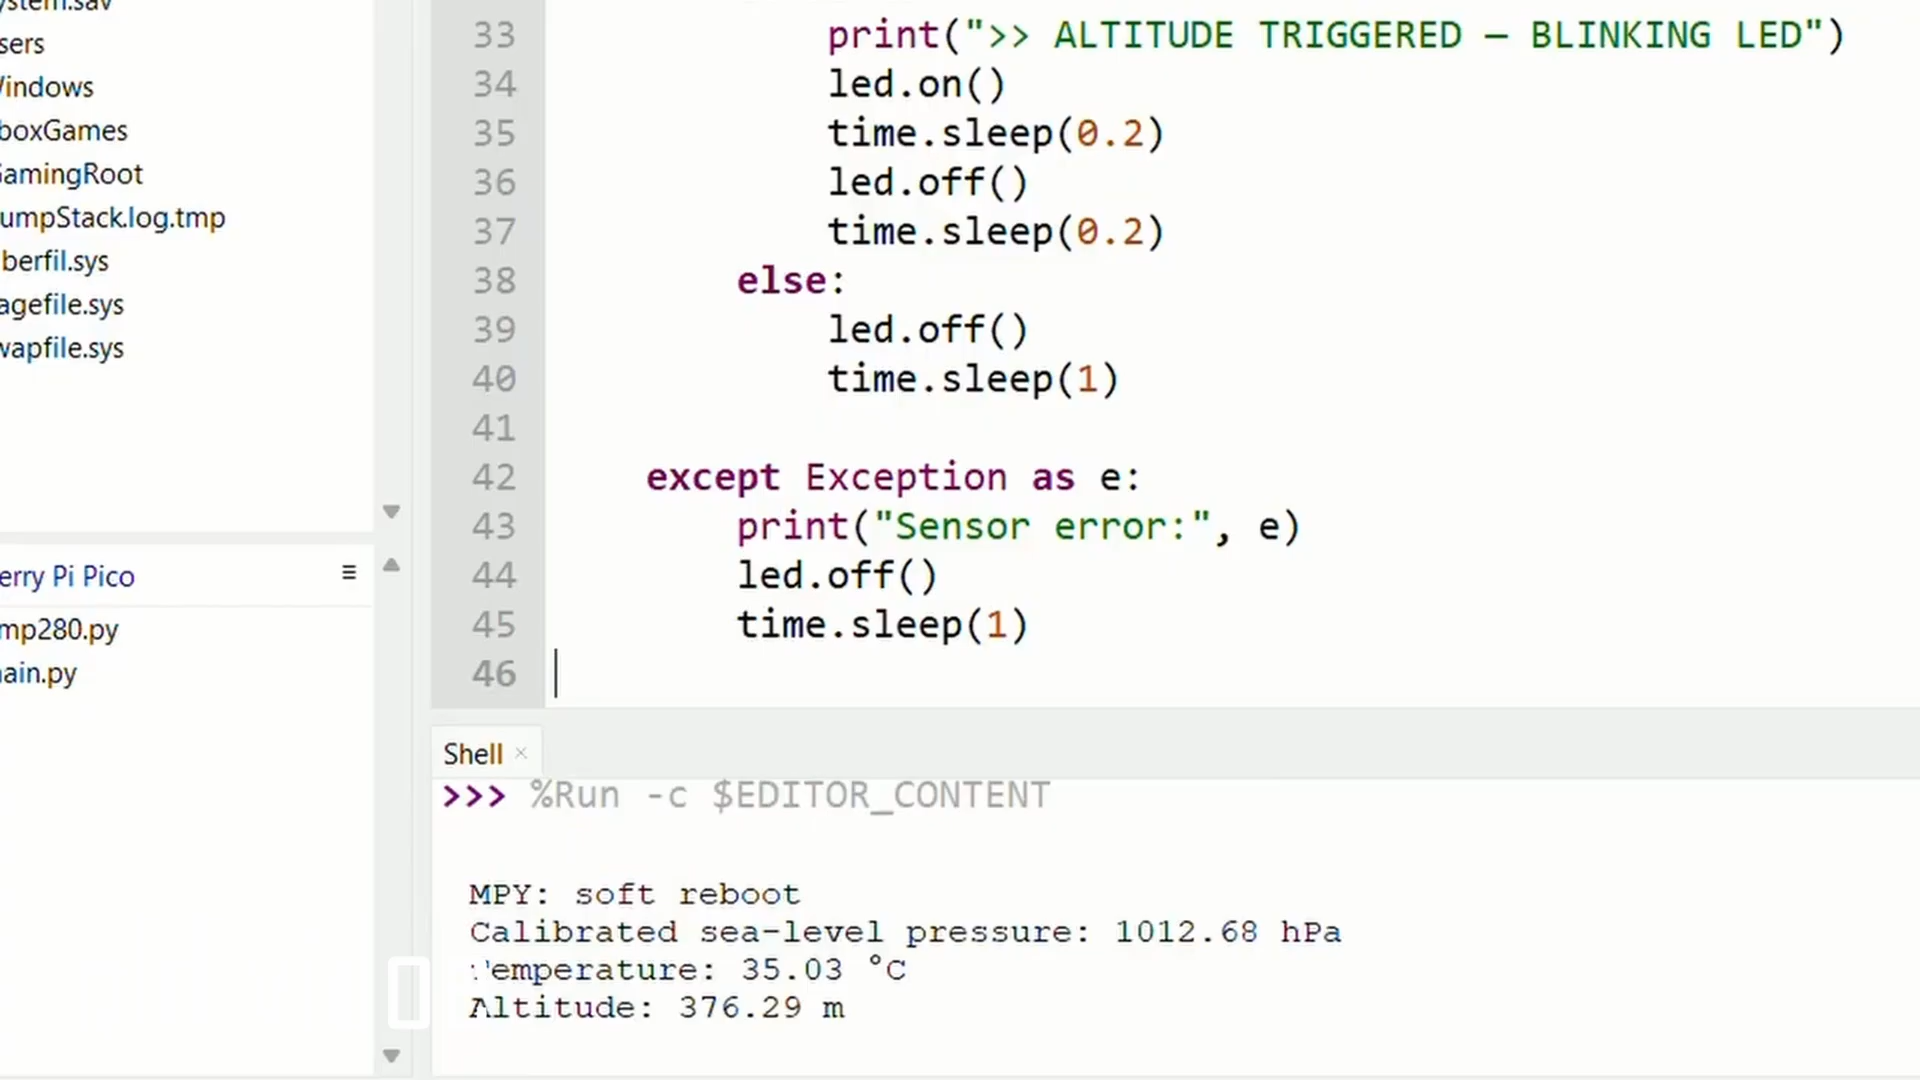 ystem.sav
sers
Windows
boxGames
GamingRoot
umpStack.log.tmp
berfil.sys
agefile.sys
wapfile.sys
erry Pi Pico
mp280.py
ain.py
33 print(">> ALTITUDE TRIGGERED — BLINKING LED")
34 led.on()
35 time.sleep(0.2)
36 led.off()
37 time.sleep(0.2)
38 else:
39 led.off()
40 time.sleep(1)
41
42 except Exception as e:
43 print("Sensor error:", e)
44 led.off()
45 time.sleep(1)
46
Shell ×
>>> %Run -c $EDITOR_CONTENT
MPY: soft reboot
Calibrated sea-level pressure: 1012.68 hPa
Temperature: 35.03 °C
Altitude: 376.29 m